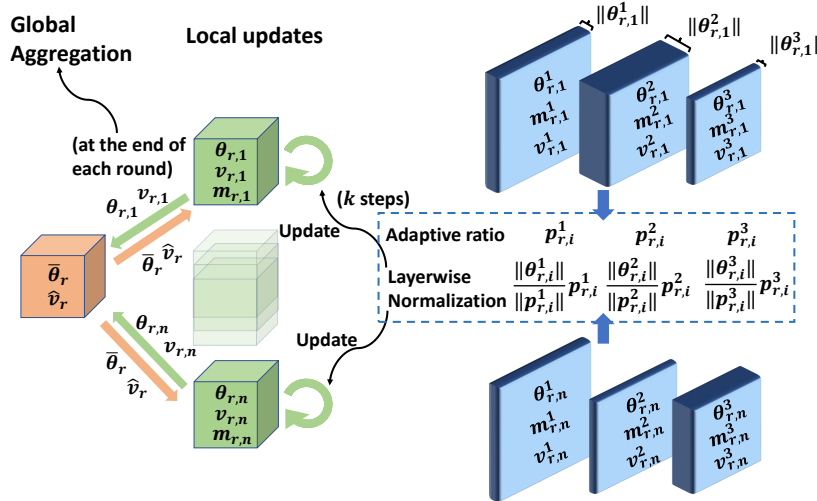 Global
Aggregation
Local updates
(at the end of
each round)
θ_{r,1}
v_{r,1}
m_{r,1}
θ_{r,1} v_{r,1}
θ̄_r v̂_r
(k steps)
Update
θ̄_r
v̂_r
θ_{r,n}
v_{r,n}
θ̄_r
v̂_r
Update
θ_{r,n}
v_{r,n}
m_{r,n}
‖θ^1_{r,1}‖ ‖θ^2_{r,1}‖ ‖θ^3_{r,1}‖
θ^1_{r,1} θ^2_{r,1} θ^3_{r,1}
m^1_{r,1} m^2_{r,1} m^3_{r,1}
v^1_{r,1} v^2_{r,1} v^3_{r,1}
Adaptive ratio p^1_{r,i} p^2_{r,i} p^3_{r,i}
Layerwise
Normalization ‖θ^1_{r,i}‖/‖p^1_{r,i}‖ p^1_{r,i} ‖θ^2_{r,i}‖/‖p^2_{r,i}‖ p^2_{r,i} ‖θ^3_{r,i}‖/‖p^3_{r,i}‖ p^3_{r,i}
θ^1_{r,n} θ^2_{r,n} θ^3_{r,n}
m^1_{r,n} m^2_{r,n} m^3_{r,n}
v^1_{r,n} v^2_{r,n} v^3_{r,n}